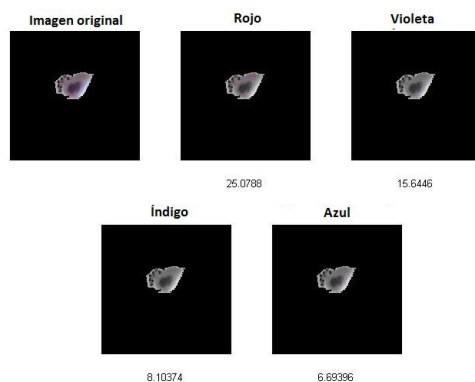 Imagen original
Rojo
Violeta
25.0788
15.6446
Índigo
Azul
8.10374
6.69396